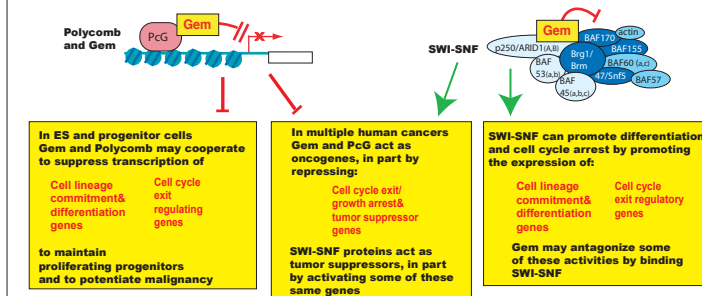 Polycomb
and Gem
PcG
Gem
SWI-SNF
Gem
p250/ARID1(A,B)
BAF170
actin
Brg1/
Brm
BAF155
BAF
53(a,b)
BAF60 (a,c)
47/Snf5
BAF57
BAF
45(a,b,c)
In ES and progenitor cells
Gem and Polycomb may cooperate
to suppress transcription of
Cell lineage
commitment&
differentiation
genes
Cell cycle
exit
regulating
genes
to maintain
proliferating progenitors
and to potentiate malignancy
In multiple human cancers
Gem and PcG act as
oncogenes, in part by
repressing:
Cell cycle exit/
growth arrest&
tumor suppressor
genes
SWI-SNF proteins act as
tumor suppressors, in part
by activating some of these
same genes
SWI-SNF can promote differentiation
and cell cycle arrest by promoting
the expression of:
Cell lineage
commitment&
differentiation
genes
Cell cycle
exit regulatory
genes
Gem may antagonize some
of these activities by binding
SWI-SNF